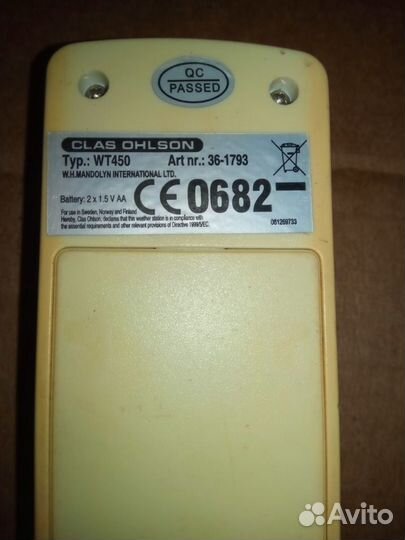 QC
PASSED
CLAS OHLSON
Typ.: WT450 Art nr.: 36-1793
W.H.MANDOLYN INTERNATIONAL LTD.
Battery: 2 x 1.5 V AA
CE 0682
For use in Sweden, Norway and Finland
Hereby, Clas Ohlson, declares that this weather station is in compliance with
the essential requirements and other relevant provisions of Directive 1999/5/EC.
081269733
Avito